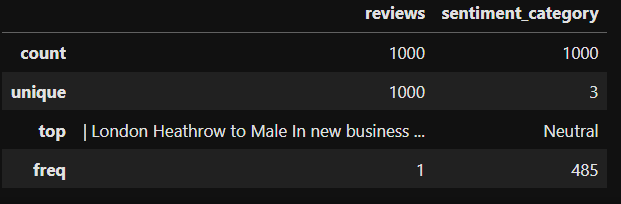 reviews sentiment_category
count 1000 1000
unique 1000 3
top | London Heathrow to Male In new business ... Neutral
freq 1 485